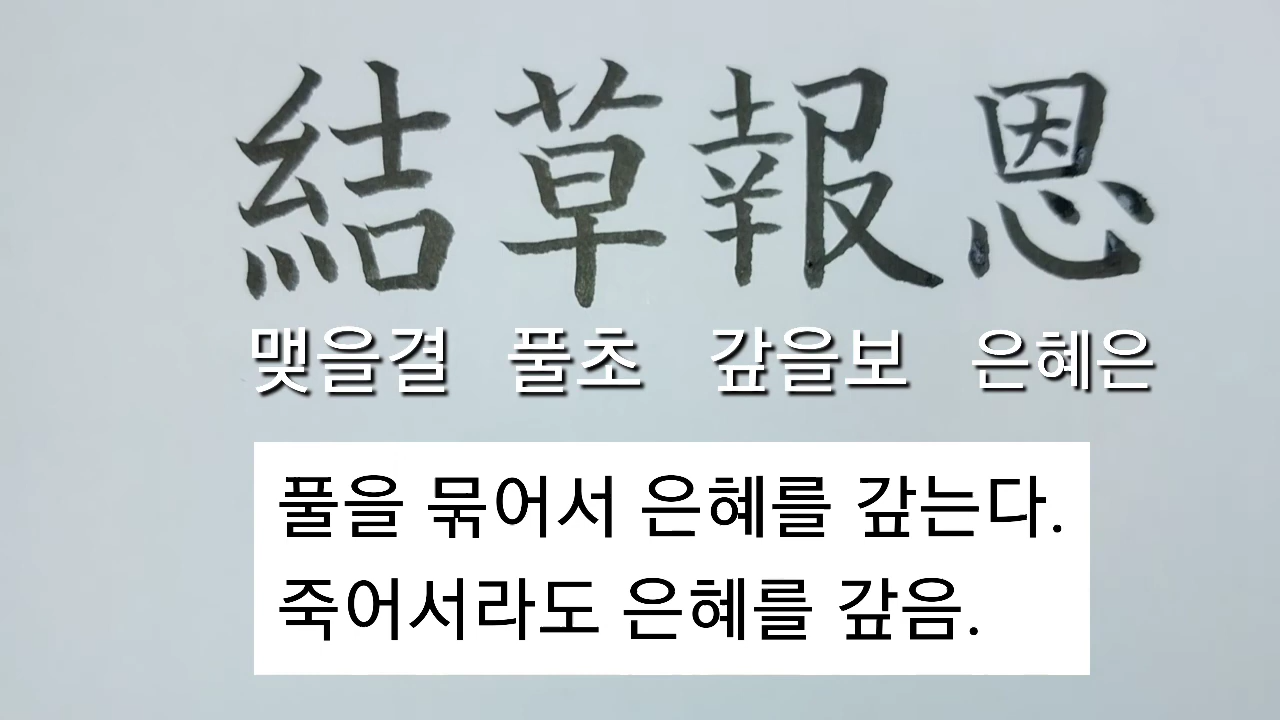 結草報恩
맺을결 풀초 갚을보 은혜은
풀을 묶어서 은혜를 갚는다.
죽어서라도 은혜를 갚음.